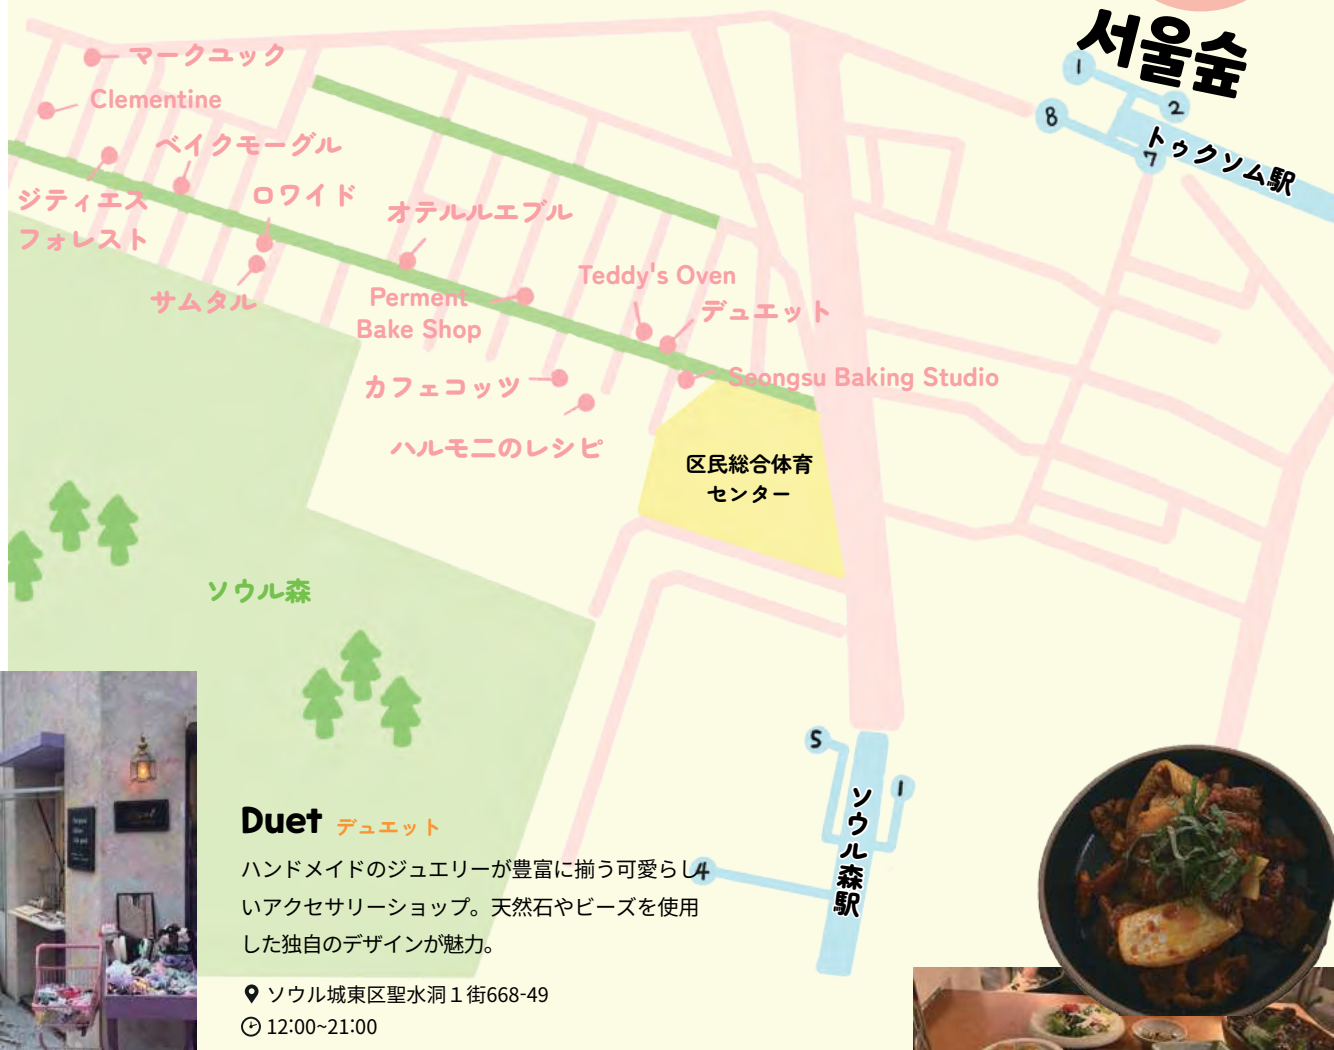 서울숲
1
2
8
7
トゥクソム駅
マークユック
Clementine
ベイクモーグル
ジティエス
フォレスト
ロワイド
オテルルエブル
サムタル
Perment
Bake Shop
Teddy's Oven
デュエット
Seongsu Baking Studio
カフェコッツ
ハルモニのレシピ
区民総合体育
センター
ソウル森
5
1
4
ソウル森駅
Duet デュエット
ハンドメイドのジュエリーが豊富に揃う可愛らし
いアクセサリーショップ。天然石やビーズを使用
した独自のデザインが魅力。
ソウル城東区聖水洞1街668-49
12:00~21:00